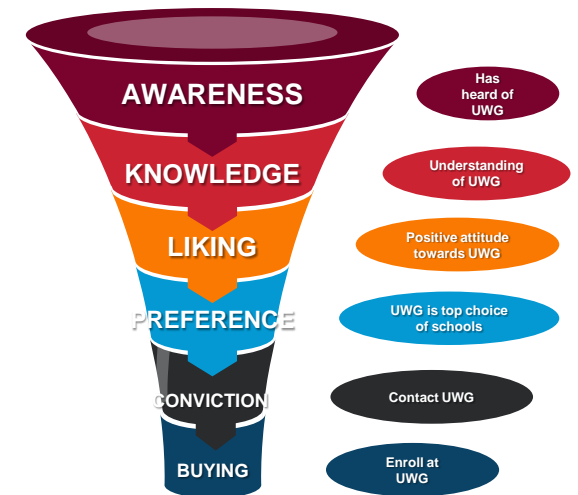 AWARENESS
Has
heard of
UWG
KNOWLEDGE
Understanding
of UWG
LIKING
Positive attitude
towards UWG
PREFERENCE
UWG is top choice
of schools
CONVICTION
Contact UWG
BUYING
Enroll at
UWG